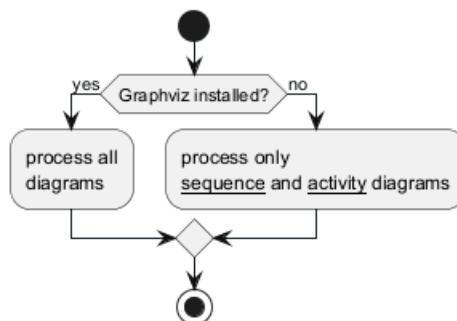 yes
Graphviz installed?
no
process all
diagrams
process only
sequence and activity diagrams